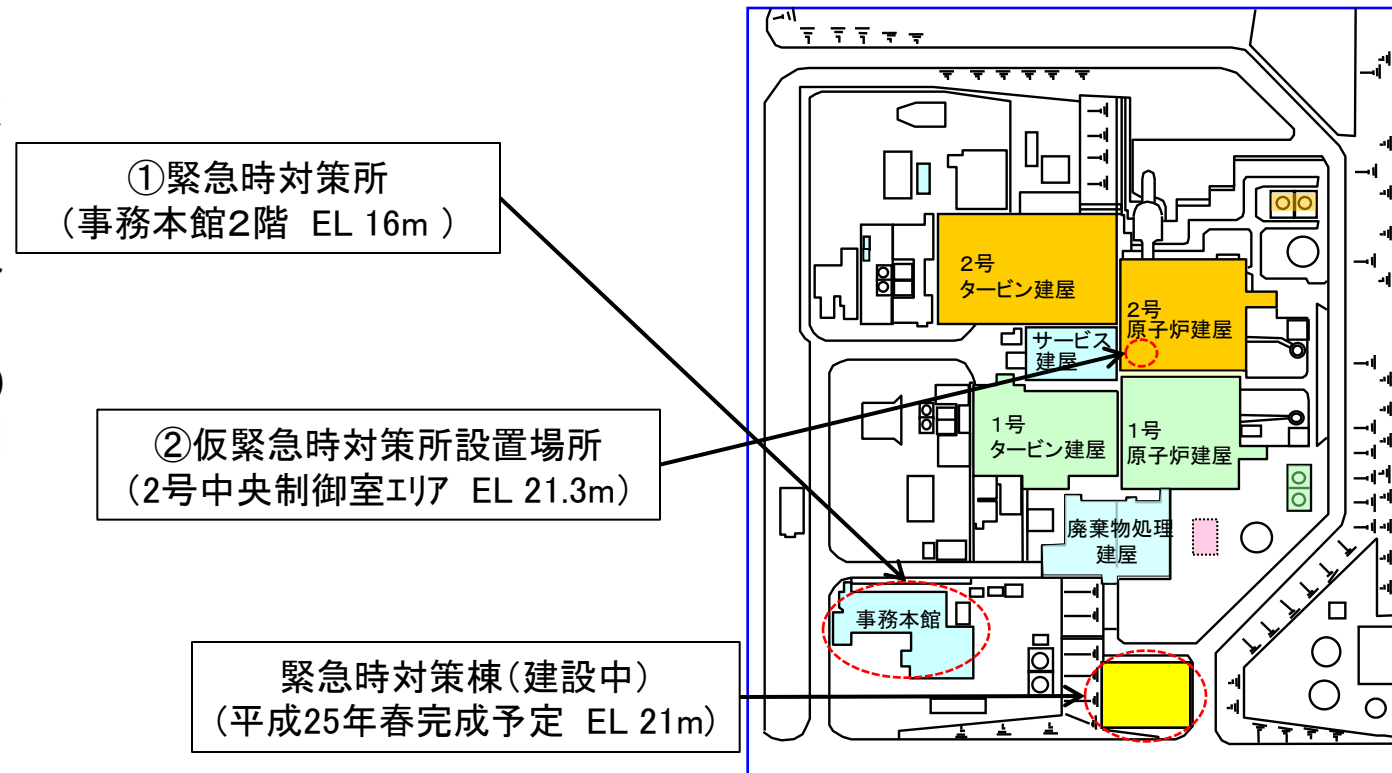 ①緊急時対策所
（事務本館2階 EL 16m ）
②仮緊急時対策所設置場所
（2号中央制御室エリア EL 21.3m）
緊急時対策棟（建設中）
（平成25年春完成予定 EL 21m）
2号
タービン建屋
2号
原子炉建屋
サービス
建屋
1号
タービン建屋
1号
原子炉建屋
廃棄物処理
建屋
事務本館